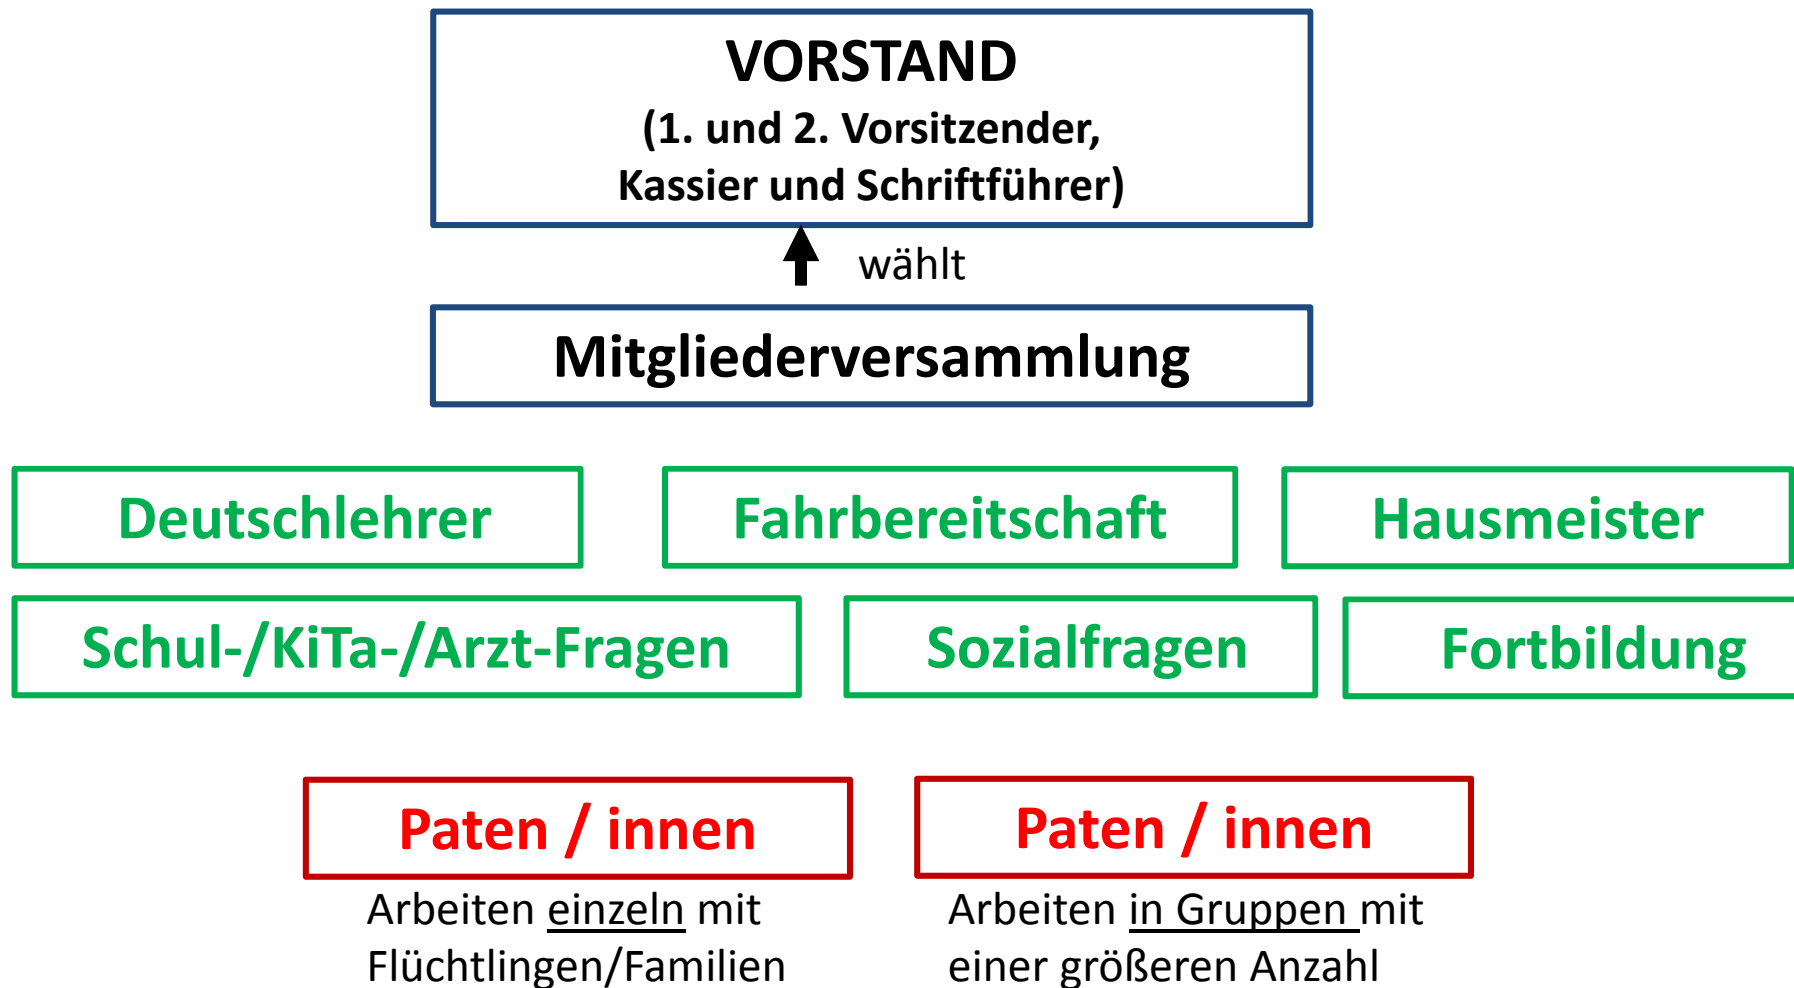 VORSTAND
(1. und 2. Vorsitzender,
Kassier und Schriftführer)
wählt
Mitgliederversammlung
Deutschlehrer
Fahrbereitschaft
Hausmeister
Schul-/KiTa-/Arzt-Fragen
Sozialfragen
Fortbildung
Paten / innen
Arbeiten einzeln mit
Flüchtlingen/Familien
Paten / innen
Arbeiten in Gruppen mit
einer größeren Anzahl